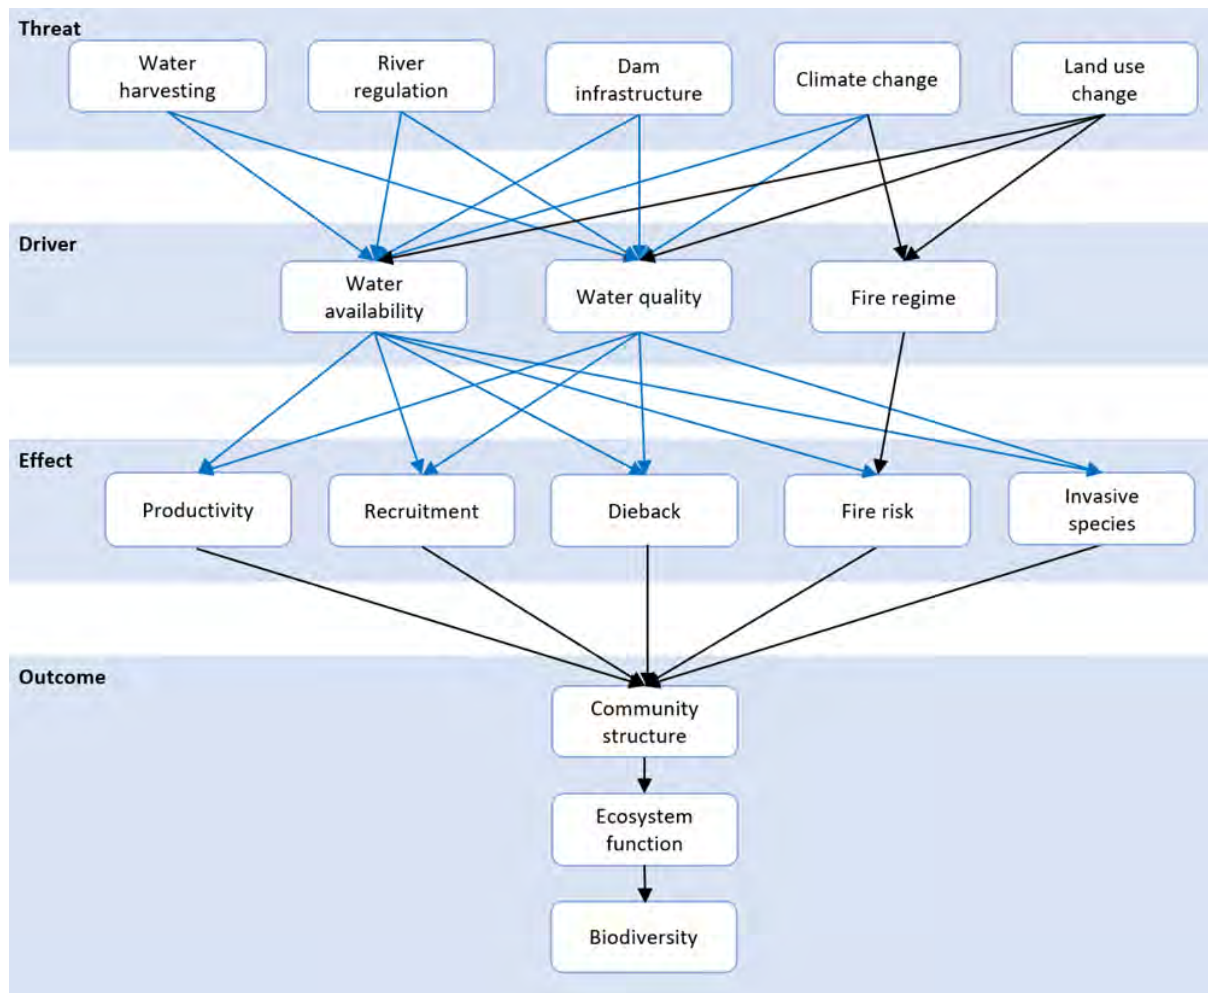 Threat
Water
harvesting
River
regulation
Dam
infrastructure
Climate change
Land use
change
Driver
Water
availability
Water quality
Fire regime
Effect
Productivity
Recruitment
Dieback
Fire risk
Invasive
species
Outcome
Community
structure
Ecosystem
function
Biodiversity